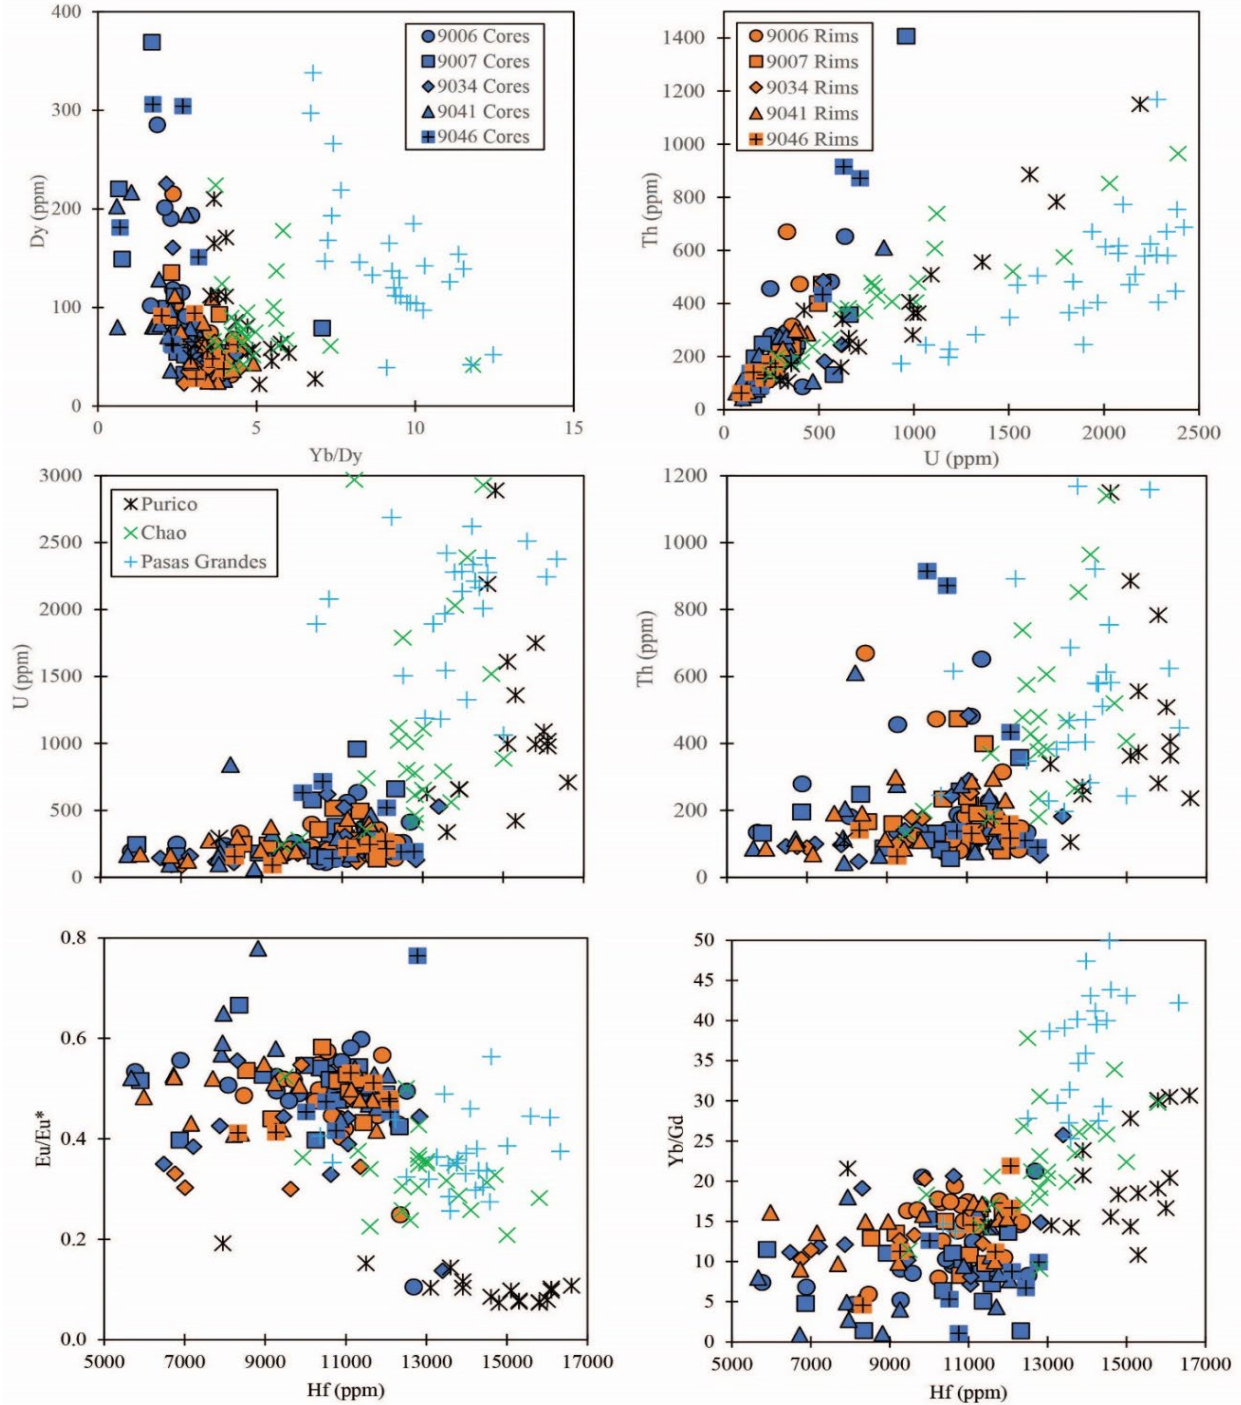 400
300
200
100
0
Dy (ppm)
0 5 10 15
Yb/Dy
9006 Cores
9007 Cores
9034 Cores
9041 Cores
9046 Cores
1400
1200
1000
800
600
400
200
0
Th (ppm)
0 500 1000 1500 2000 2500
U (ppm)
9006 Rims
9007 Rims
9034 Rims
9041 Rims
9046 Rims
3000
2500
2000
1500
1000
500
0
U (ppm)
Purico
Chao
Pasas Grandes
1200
1000
800
600
400
200
0
Th (ppm)
0.8
0.6
0.4
0.2
0.0
Eu/Eu*
5000 7000 9000 11000 13000 15000 17000
Hf (ppm)
50
45
40
35
30
25
20
15
10
5
0
Yb/Gd
5000 7000 9000 11000 13000 15000 17000
Hf (ppm)